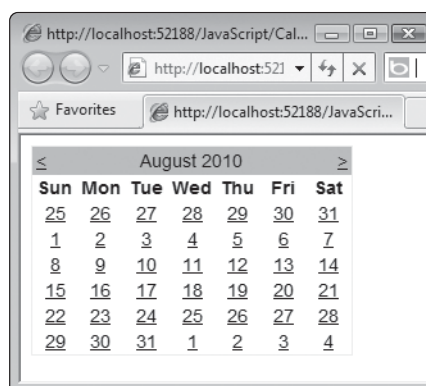 http://localhost:52188/JavaScript/Cal...
http://localhost:521
Favorites
http://localhost:52188/JavaScri...
< August 2010 >
Sun Mon Tue Wed Thu Fri Sat
25 26 27 28 29 30 31
1 2 3 4 5 6 7
8 9 10 11 12 13 14
15 16 17 18 19 20 21
22 23 24 25 26 27 28
29 30 31 1 2 3 4